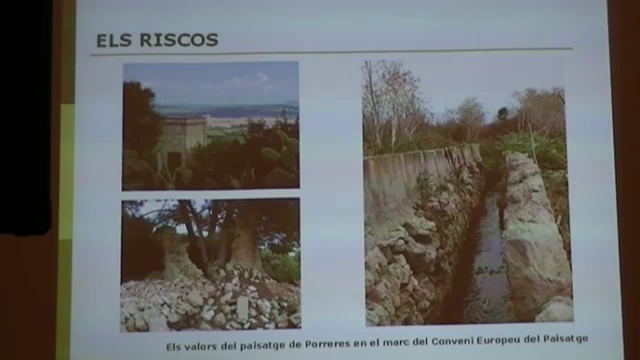 ELS RISCOS
Els valors del paisatge de Porreres en el marc del Conveni Europeu del Paisatge